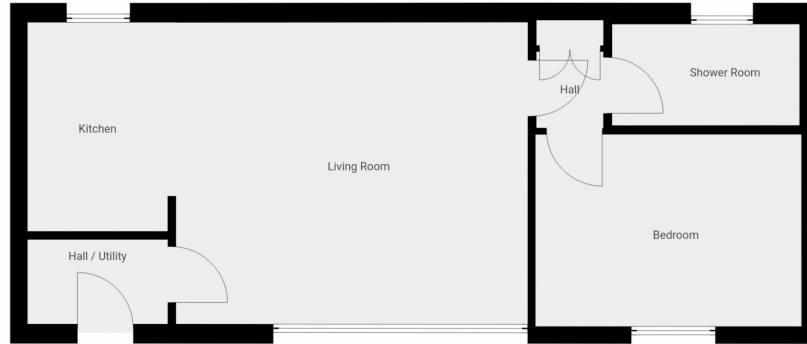 Shower Room
Hall
Kitchen
Living Room
Bedroom
Hall / Utility